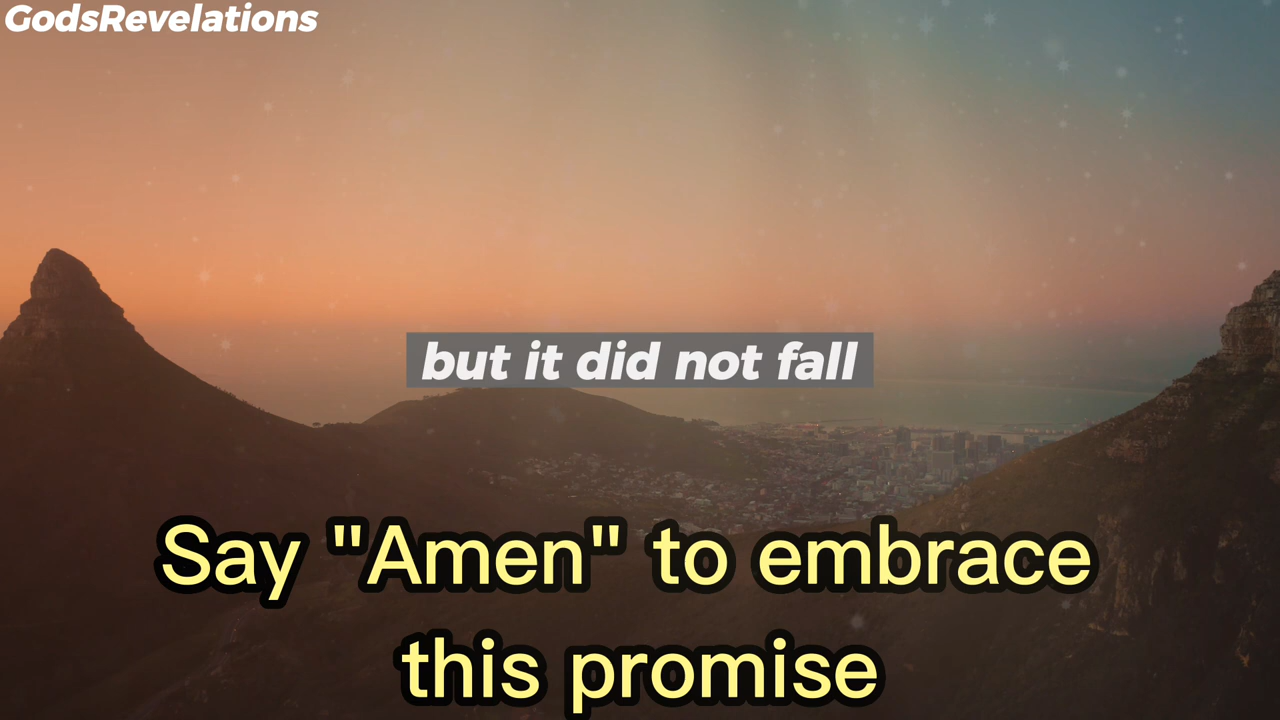 GodsRevelations
but it did not fall
Say "Amen" to embrace
this promise